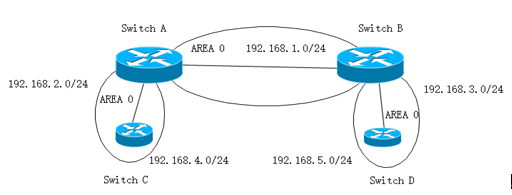 Switch A
Switch B
AREA 0
192.168.1.0/24
192.168.2.0/24
192.168.3.0/24
AREA 0
AREA 0
192.168.4.0/24
192.168.5.0/24
Switch C
Switch D